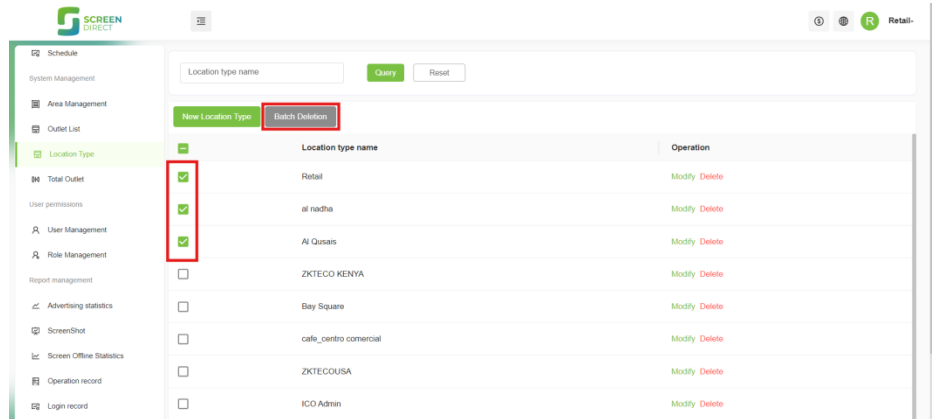 SCREEN
DIRECT
R
Retail-
Schedule
System Management
Area Management
Outlet List
Location Type
Total Outlet
User permissions
User Management
Role Management
Report management
Advertising statistics
ScreenShot
Screen Offline Statistics
Operation record
Login record
Location type name
Query
Reset
New Location Type
Batch Deletion
Location type name Operation
Retail Modify Delete
al nadha Modify Delete
Al Qusais Modify Delete
ZKTECO KENYA Modify Delete
Bay Square Modify Delete
cafe_centro comercial Modify Delete
ZKTECOUSA Modify Delete
ICO Admin Modify Delete